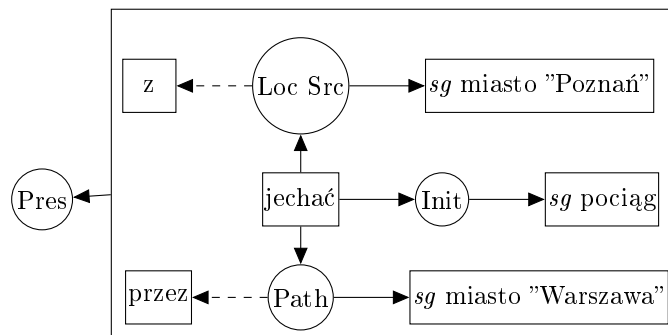 z
Loc Src
sg miasto "Poznań"
Pres
jechać
Init
sg pociąg
przez
Path
sg miasto "Warszawa"